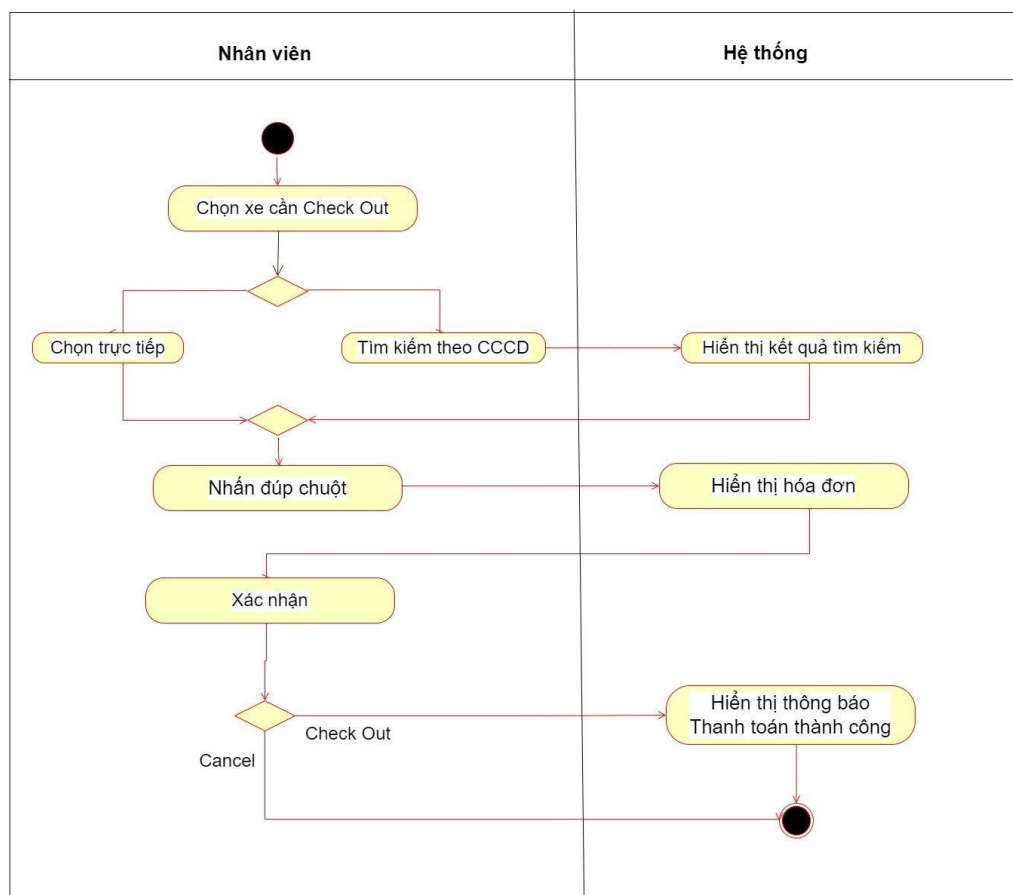 Nhân viên
Hệ thống
Chọn xe cần Check Out
Chọn trực tiếp
Tìm kiếm theo CCCD
Hiển thị kết quả tìm kiếm
Nhấn đúp chuột
Hiển thị hóa đơn
Xác nhận
Hiển thị thông báo
Thanh toán thành công
Check Out
Cancel